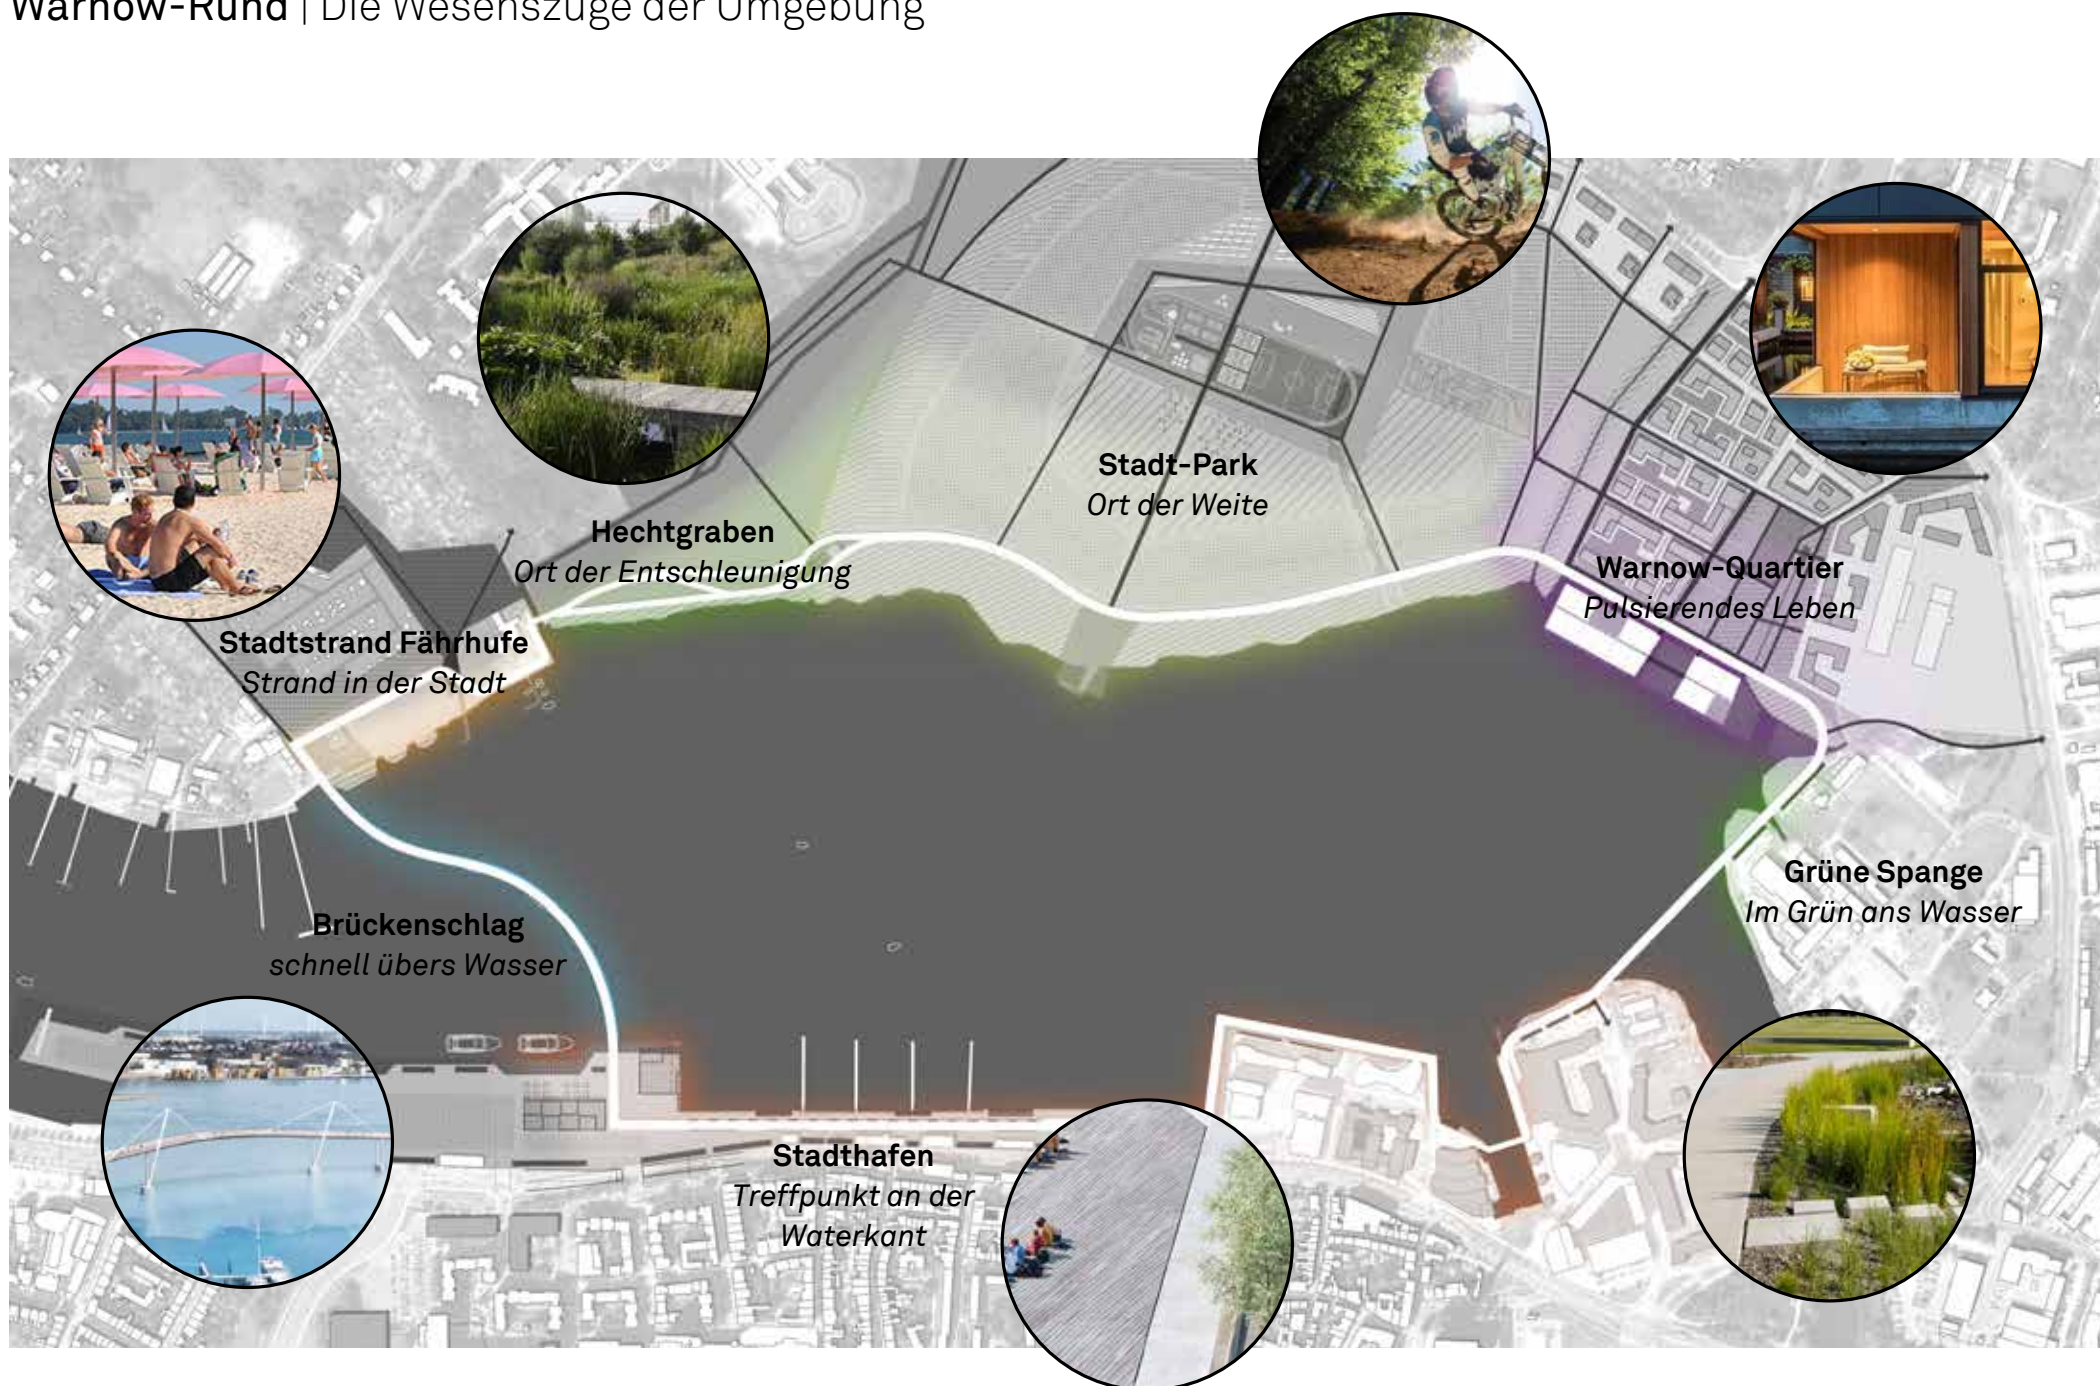 Warnow-Rund | Die Wesenszüge der Umgebung
Stadt-Park
Ort der Weite
Hechtgraben
Ort der Entschleunigung
Warnow-Quartier
Pulsierendes Leben
Stadtstrand Fährhufe
Strand in der Stadt
Grüne Spange
Im Grün ans Wasser
Brückenschlag
schnell übers Wasser
Stadthafen
Treffpunkt an der
Waterkant